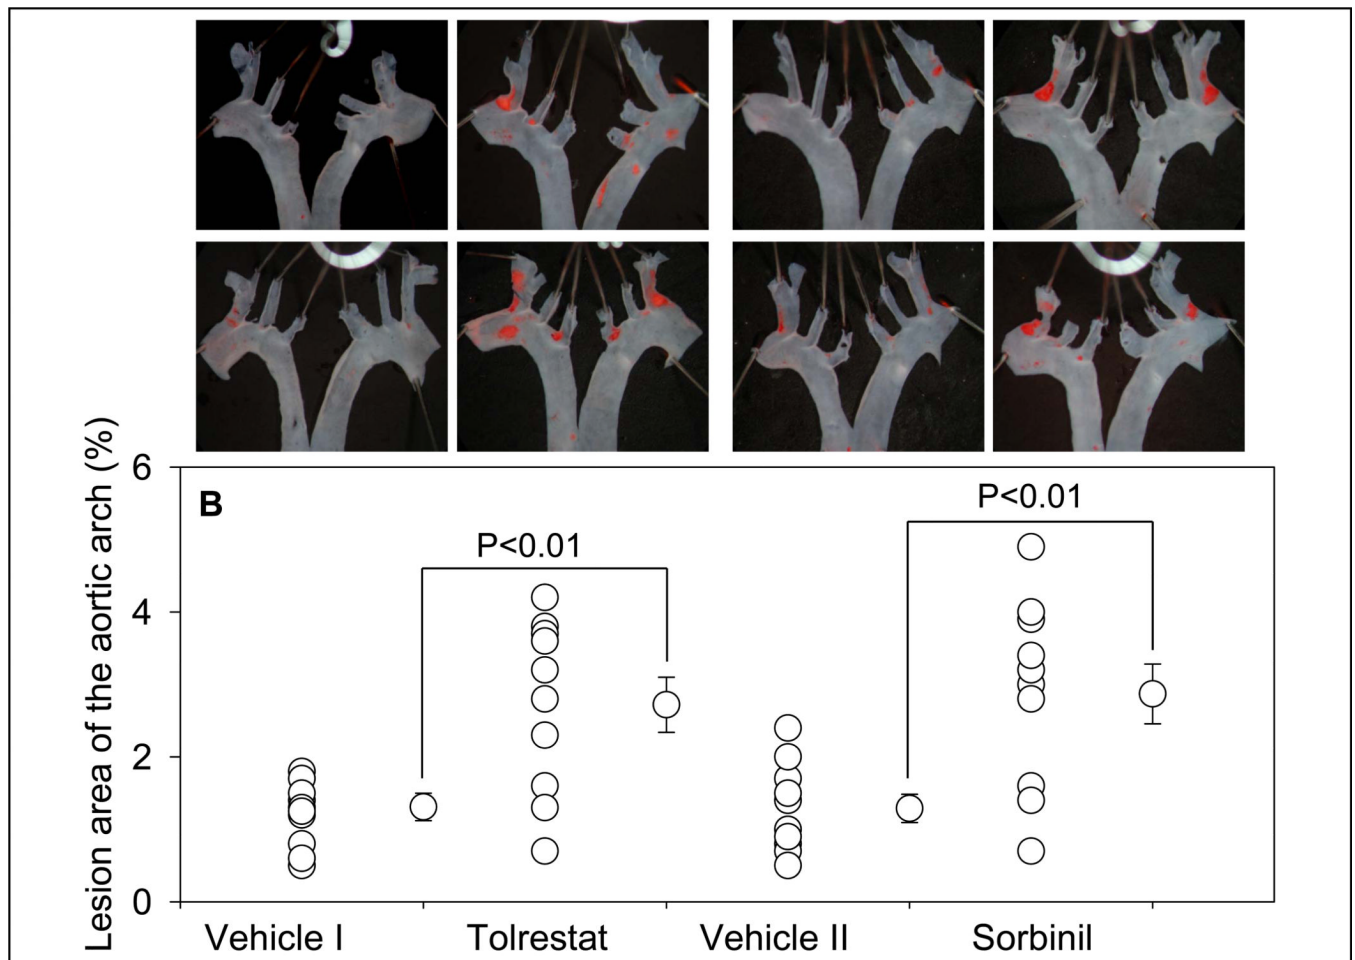 Lesion area of the aortic arch (%)
6
4
2
0
B
P<0.01
P<0.01
Vehicle I
Tolrestat
Vehicle II
Sorbinil